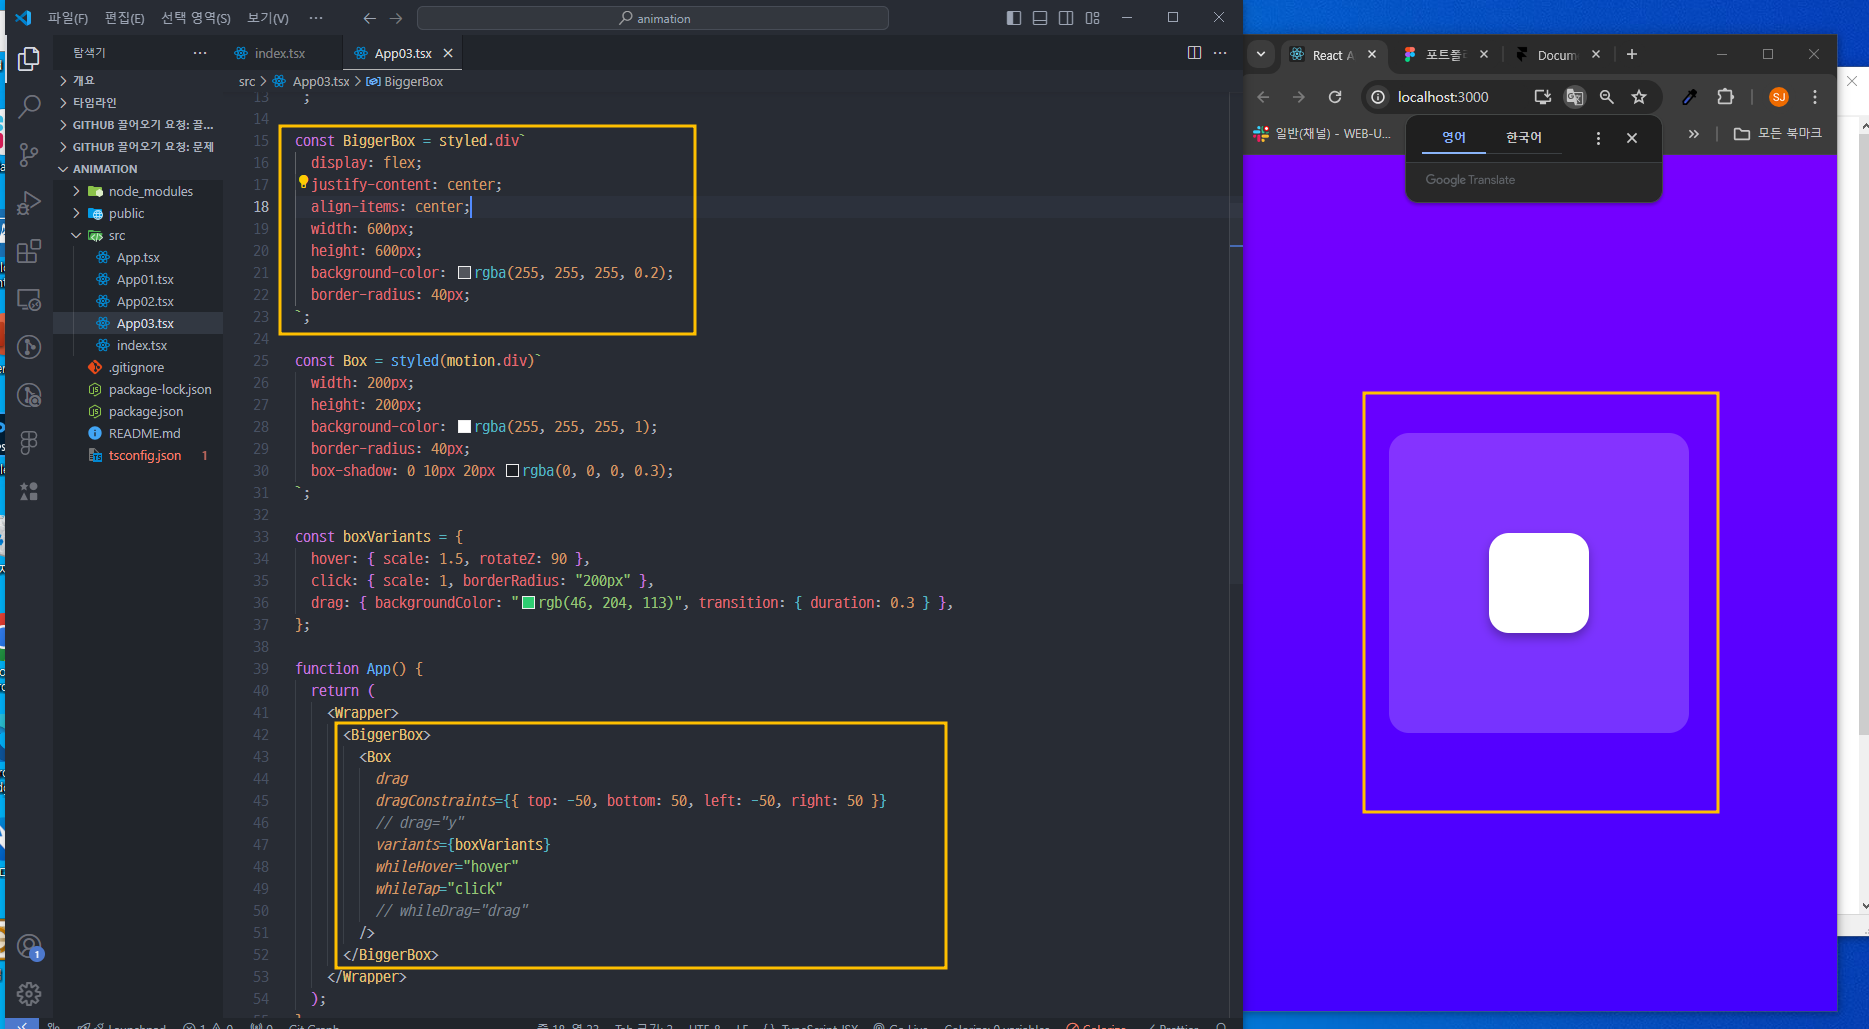 파일(F) 편집(E) 선택 영역(S) 보기(V) ···
animation
탐색기 ···
index.tsx
App03.tsx
src > App03.tsx > BiggerBox
개요
타임라인
GITHUB 끌어오기 요청: 끌...
GITHUB 끌어오기 요청: 문제
ANIMATION
node_modules
public
src
App.tsx
App01.tsx
App02.tsx
App03.tsx
index.tsx
.gitignore
package-lock.json
package.json
README.md
tsconfig.json 1
1
13 ;
14
15 const BiggerBox = styled.div`
16 display: flex;
17 justify-content: center;
18 align-items: center;
19 width: 600px;
20 height: 600px;
21 background-color: rgba(255, 255, 255, 0.2);
22 border-radius: 40px;
23 `;
24
25 const Box = styled(motion.div)`
26 width: 200px;
27 height: 200px;
28 background-color: rgba(255, 255, 255, 1);
29 border-radius: 40px;
30 box-shadow: 0 10px 20px rgba(0, 0, 0, 0.3);
31 `;
32
33 const boxVariants = {
34 hover: { scale: 1.5, rotateZ: 90 },
35 click: { scale: 1, borderRadius: "200px" },
36 drag: { backgroundColor: "rgb(46, 204, 113)", transition: { duration: 0.3 } },
37 };
38
39 function App() {
40 return (
41 <Wrapper>
42 <BiggerBox>
43 <Box
44 drag
45 dragConstraints={{ top: -50, bottom: 50, left: -50, right: 50 }}
46 // drag="y"
47 variants={boxVariants}
48 whileHover="hover"
49 whileTap="click"
50 // whileDrag="drag"
51 />
52 </BiggerBox>
53 </Wrapper>
54 );
React A
포트폴
Docum
localhost:3000
SJ
일반(채널) - WEB-U...
모든 북마크
영어 한국어
Google Translate